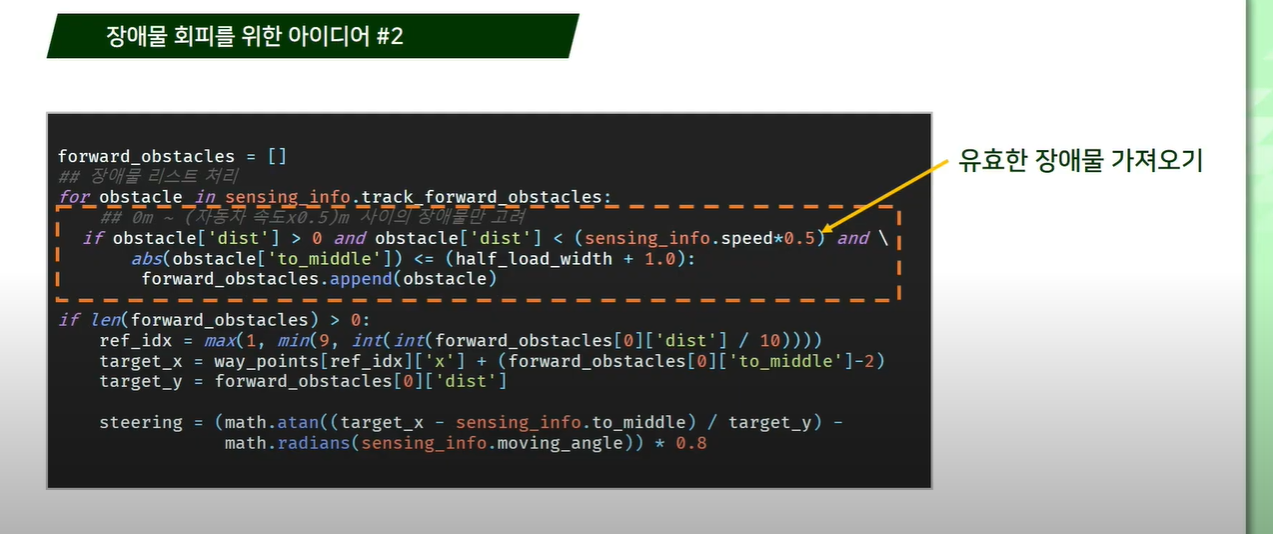 장애물 회피를 위한 아이디어 #2
forward_obstacles = []
## 장애물 리스트 처리
for obstacle in sensing_info.track_forward_obstacles:
## 0m ~ (자동자 속도x0.5)m 사이의 장애물만 고려
if obstacle['dist'] > 0 and obstacle['dist'] < (sensing_info.speed*0.5) and \
abs(obstacle['to_middle']) <= (half_load_width + 1.0):
forward_obstacles.append(obstacle)
유효한 장애물 가져오기
if len(forward_obstacles) > 0:
ref_idx = max(1, min(9, int(int(forward_obstacles[0]['dist'] / 10))))
target_x = way_points[ref_idx]['x'] + (forward_obstacles[0]['to_middle']-2)
target_y = forward_obstacles[0]['dist']
steering = (math.atan((target_x - sensing_info.to_middle) / target_y) -
math.radians(sensing_info.moving_angle)) * 0.8